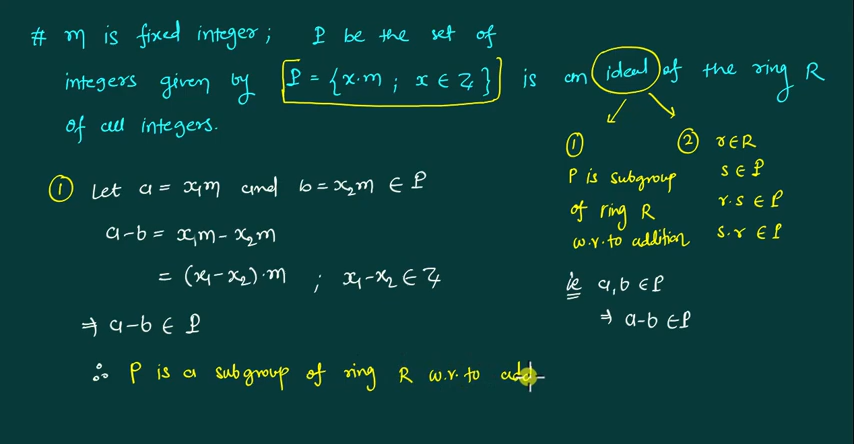 # m is fixed integer; P be the set of
integers given by P = {x.m ; x ∈ ℤ} is an ideal of the ring R
of all integers.
① P is subgroup
of ring R
w.r.to addition
② r∈R
s ∈ P
r.s ∈ P
s.r ∈ P
ie a,b ∈ P
⇒ a-b ∈ P
① Let a = x₁m and b = x₂m ∈ P
a-b = x₁m - x₂m
= (x₁-x₂).m ; x₁-x₂ ∈ ℤ
⇒ a-b ∈ P
∴ P is a subgroup of ring R w.r.to add